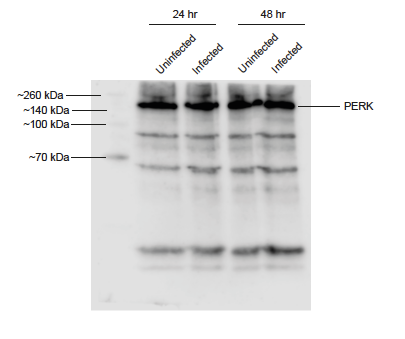 24 hr 48 hr
Uninfected Infected Uninfected Infected
~260 kDa
~140 kDa
PERK
~100 kDa
~70 kDa